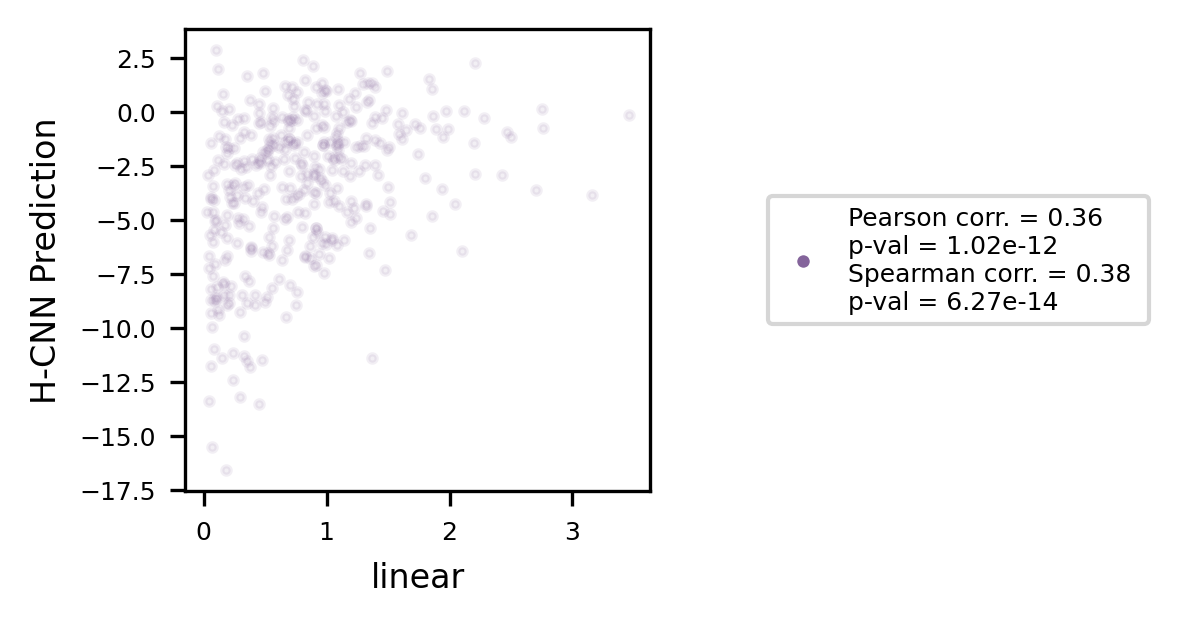 2.5
0.0
−2.5
−5.0
−7.5
−10.0
−12.5
−15.0
−17.5
H-CNN Prediction
0 1 2 3
linear
Pearson corr. = 0.36
p-val = 1.02e-12
Spearman corr. = 0.38
p-val = 6.27e-14